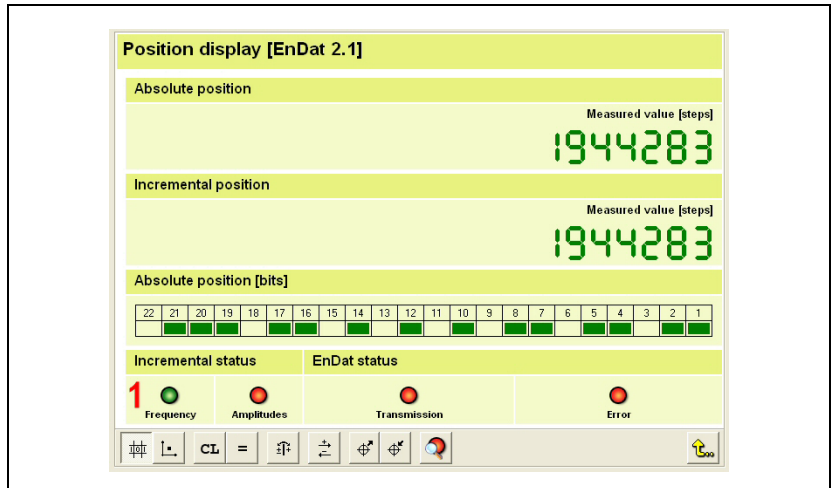 Position display [EnDat 2.1]
Absolute position
Measured value [steps]
1944283
Incremental position
Measured value [steps]
1944283
Absolute position [bits]
22 21 20 19 18 17 16 15 14 13 12 11 10 9 8 7 6 5 4 3 2 1
Incremental status EnDat status
1
Frequency Amplitudes Transmission Error
CL =